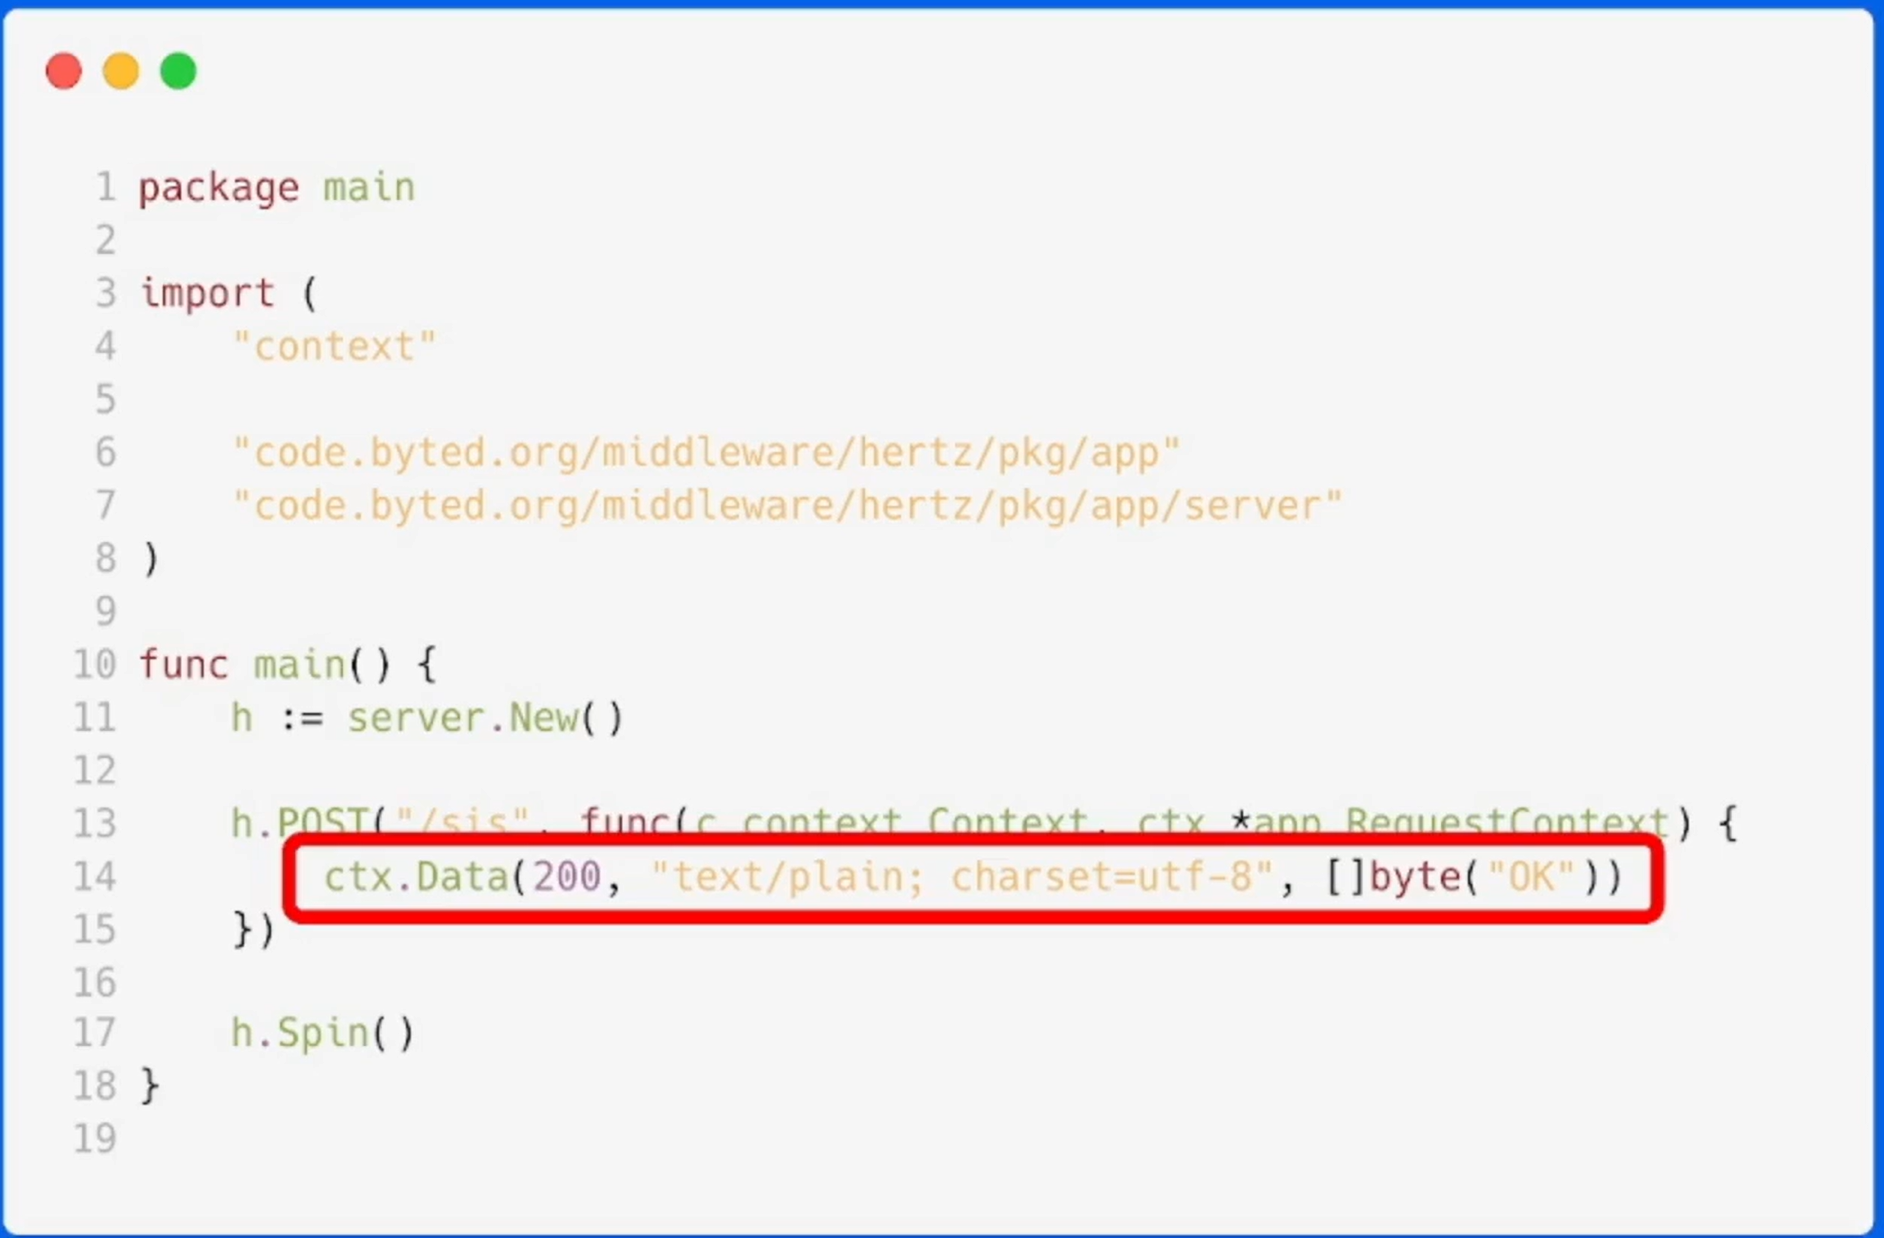 1 package main
2
3 import (
4     "context"
5
6     "code.byted.org/middleware/hertz/pkg/app"
7     "code.byted.org/middleware/hertz/pkg/app/server"
8 )
9
10 func main() {
11     h := server.New()
12
13     h.POST("/sis", func(c context.Context, ctx *app.RequestContext) {
14         ctx.Data(200, "text/plain; charset=utf-8", []byte("OK"))
15     })
16
17     h.Spin()
18 }
19